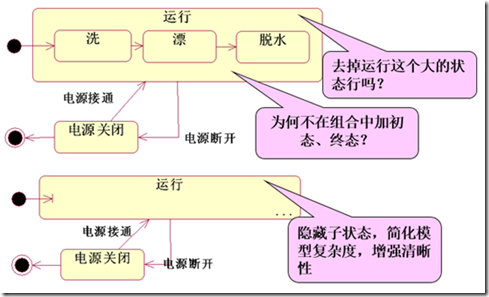 运行
洗
漂
脱水
去掉运行这个大的状
态行吗？
电源接通
电源关闭
电源断开
为何不在组合中加初
态、终态？
运行
...
电源接通
电源关闭
电源断开
隐藏子状态，简化模
型复杂度，增强清晰
性